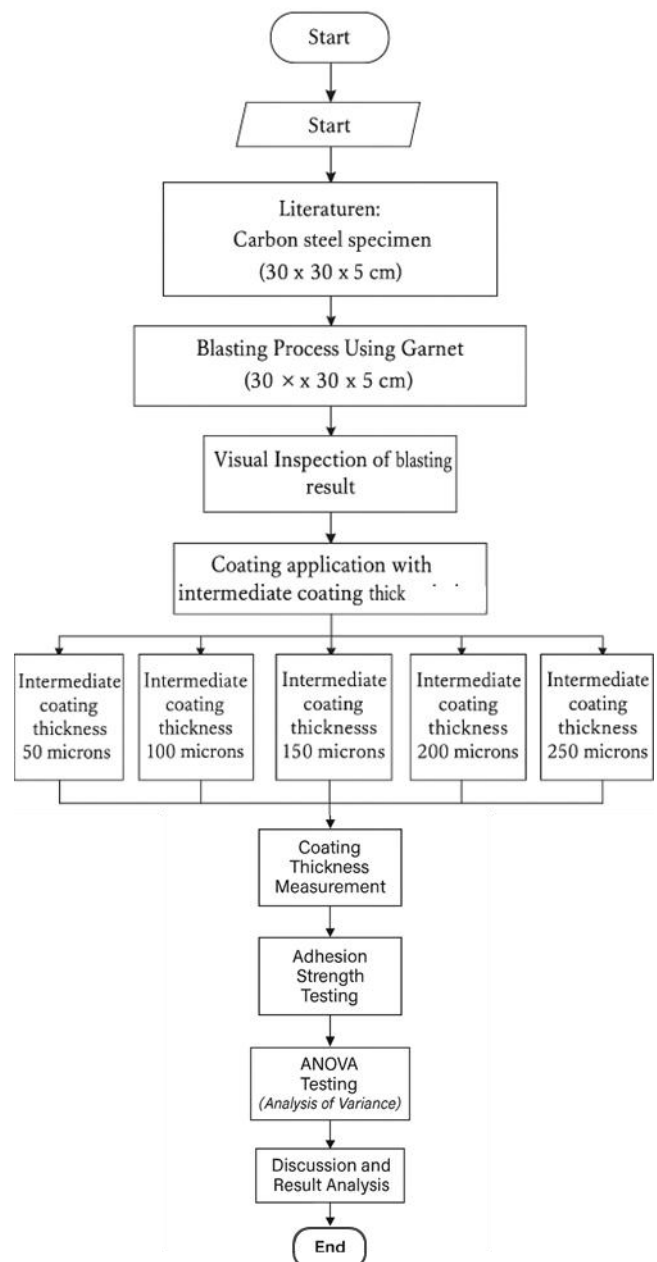 Start
Start
Literaturen:
Carbon steel specimen
(30 x 30 x 5 cm)
Blasting Process Using Garnet
(30 × x 30 x 5 cm)
Visual Inspection of blasting
result
Coating application with
intermediate coating thick
Intermediate
coating
thickness
50 microns
Intermediate
coating
thickness
100 microns
Intermediate
coating
thicknesss
150 microns
Intermediate
coating
thickness
200 microns
Intermediate
coating
thickness
250 microns
Coating
Thickness
Measurement
Adhesion
Strength
Testing
ANOVA
Testing
(Analysis of Variance)
Discussion and
Result Analysis
End